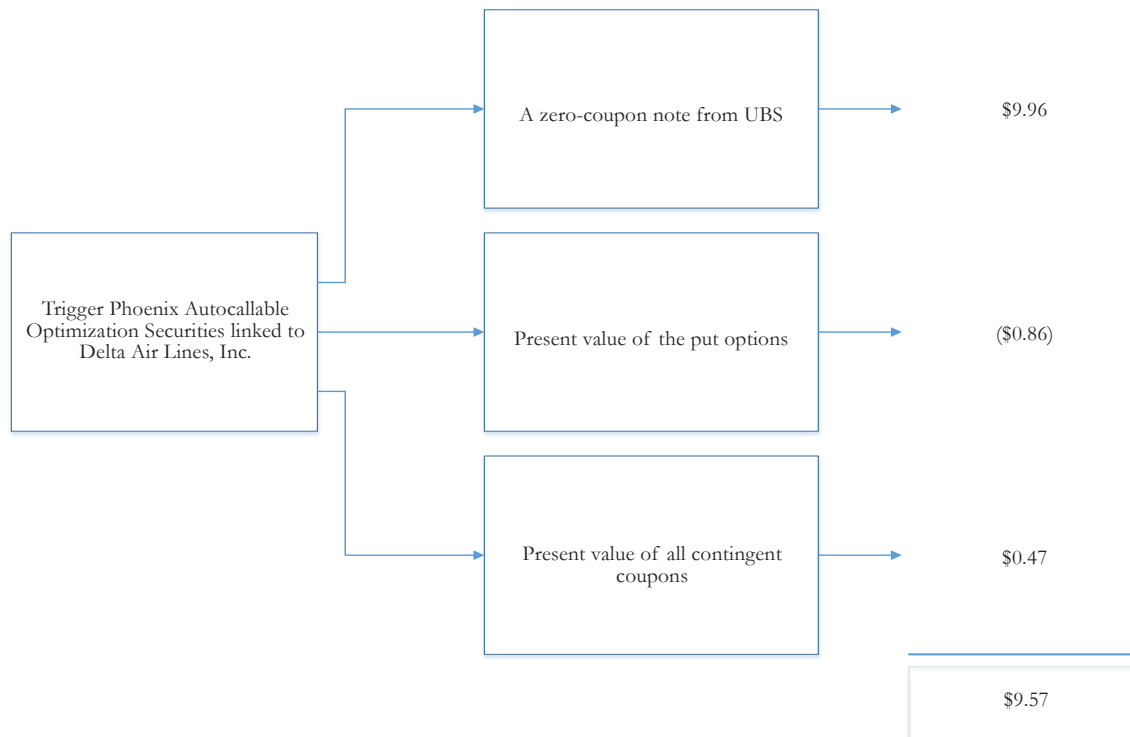 A zero-coupon note from UBS
$9.96
Trigger Phoenix Autocallable
Optimization Securities linked to
Delta Air Lines, Inc.
Present value of the put options
($0.86)
Present value of all contingent
coupons
$0.47
$9.57